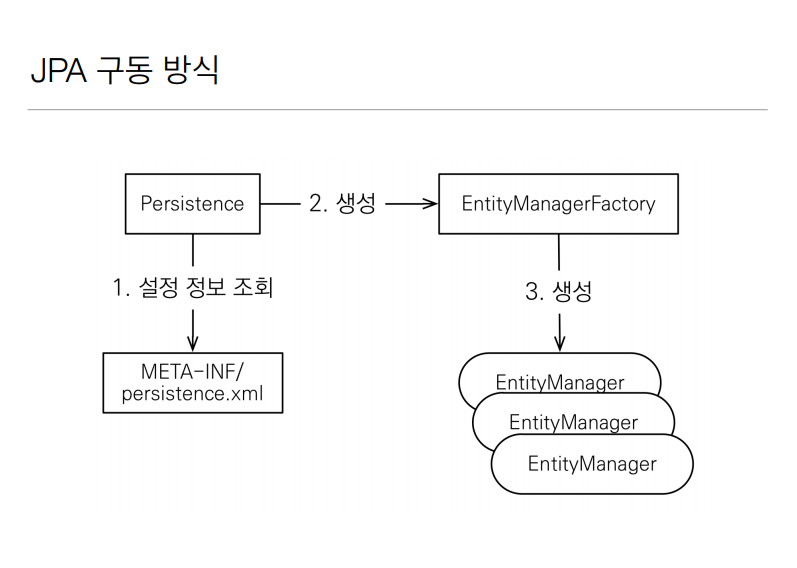 JPA 구동 방식
Persistence
2. 생성
EntityManagerFactory
1. 설정 정보 조회
3. 생성
META-INF/
persistence.xml
EntityManager
EntityManager
EntityManager